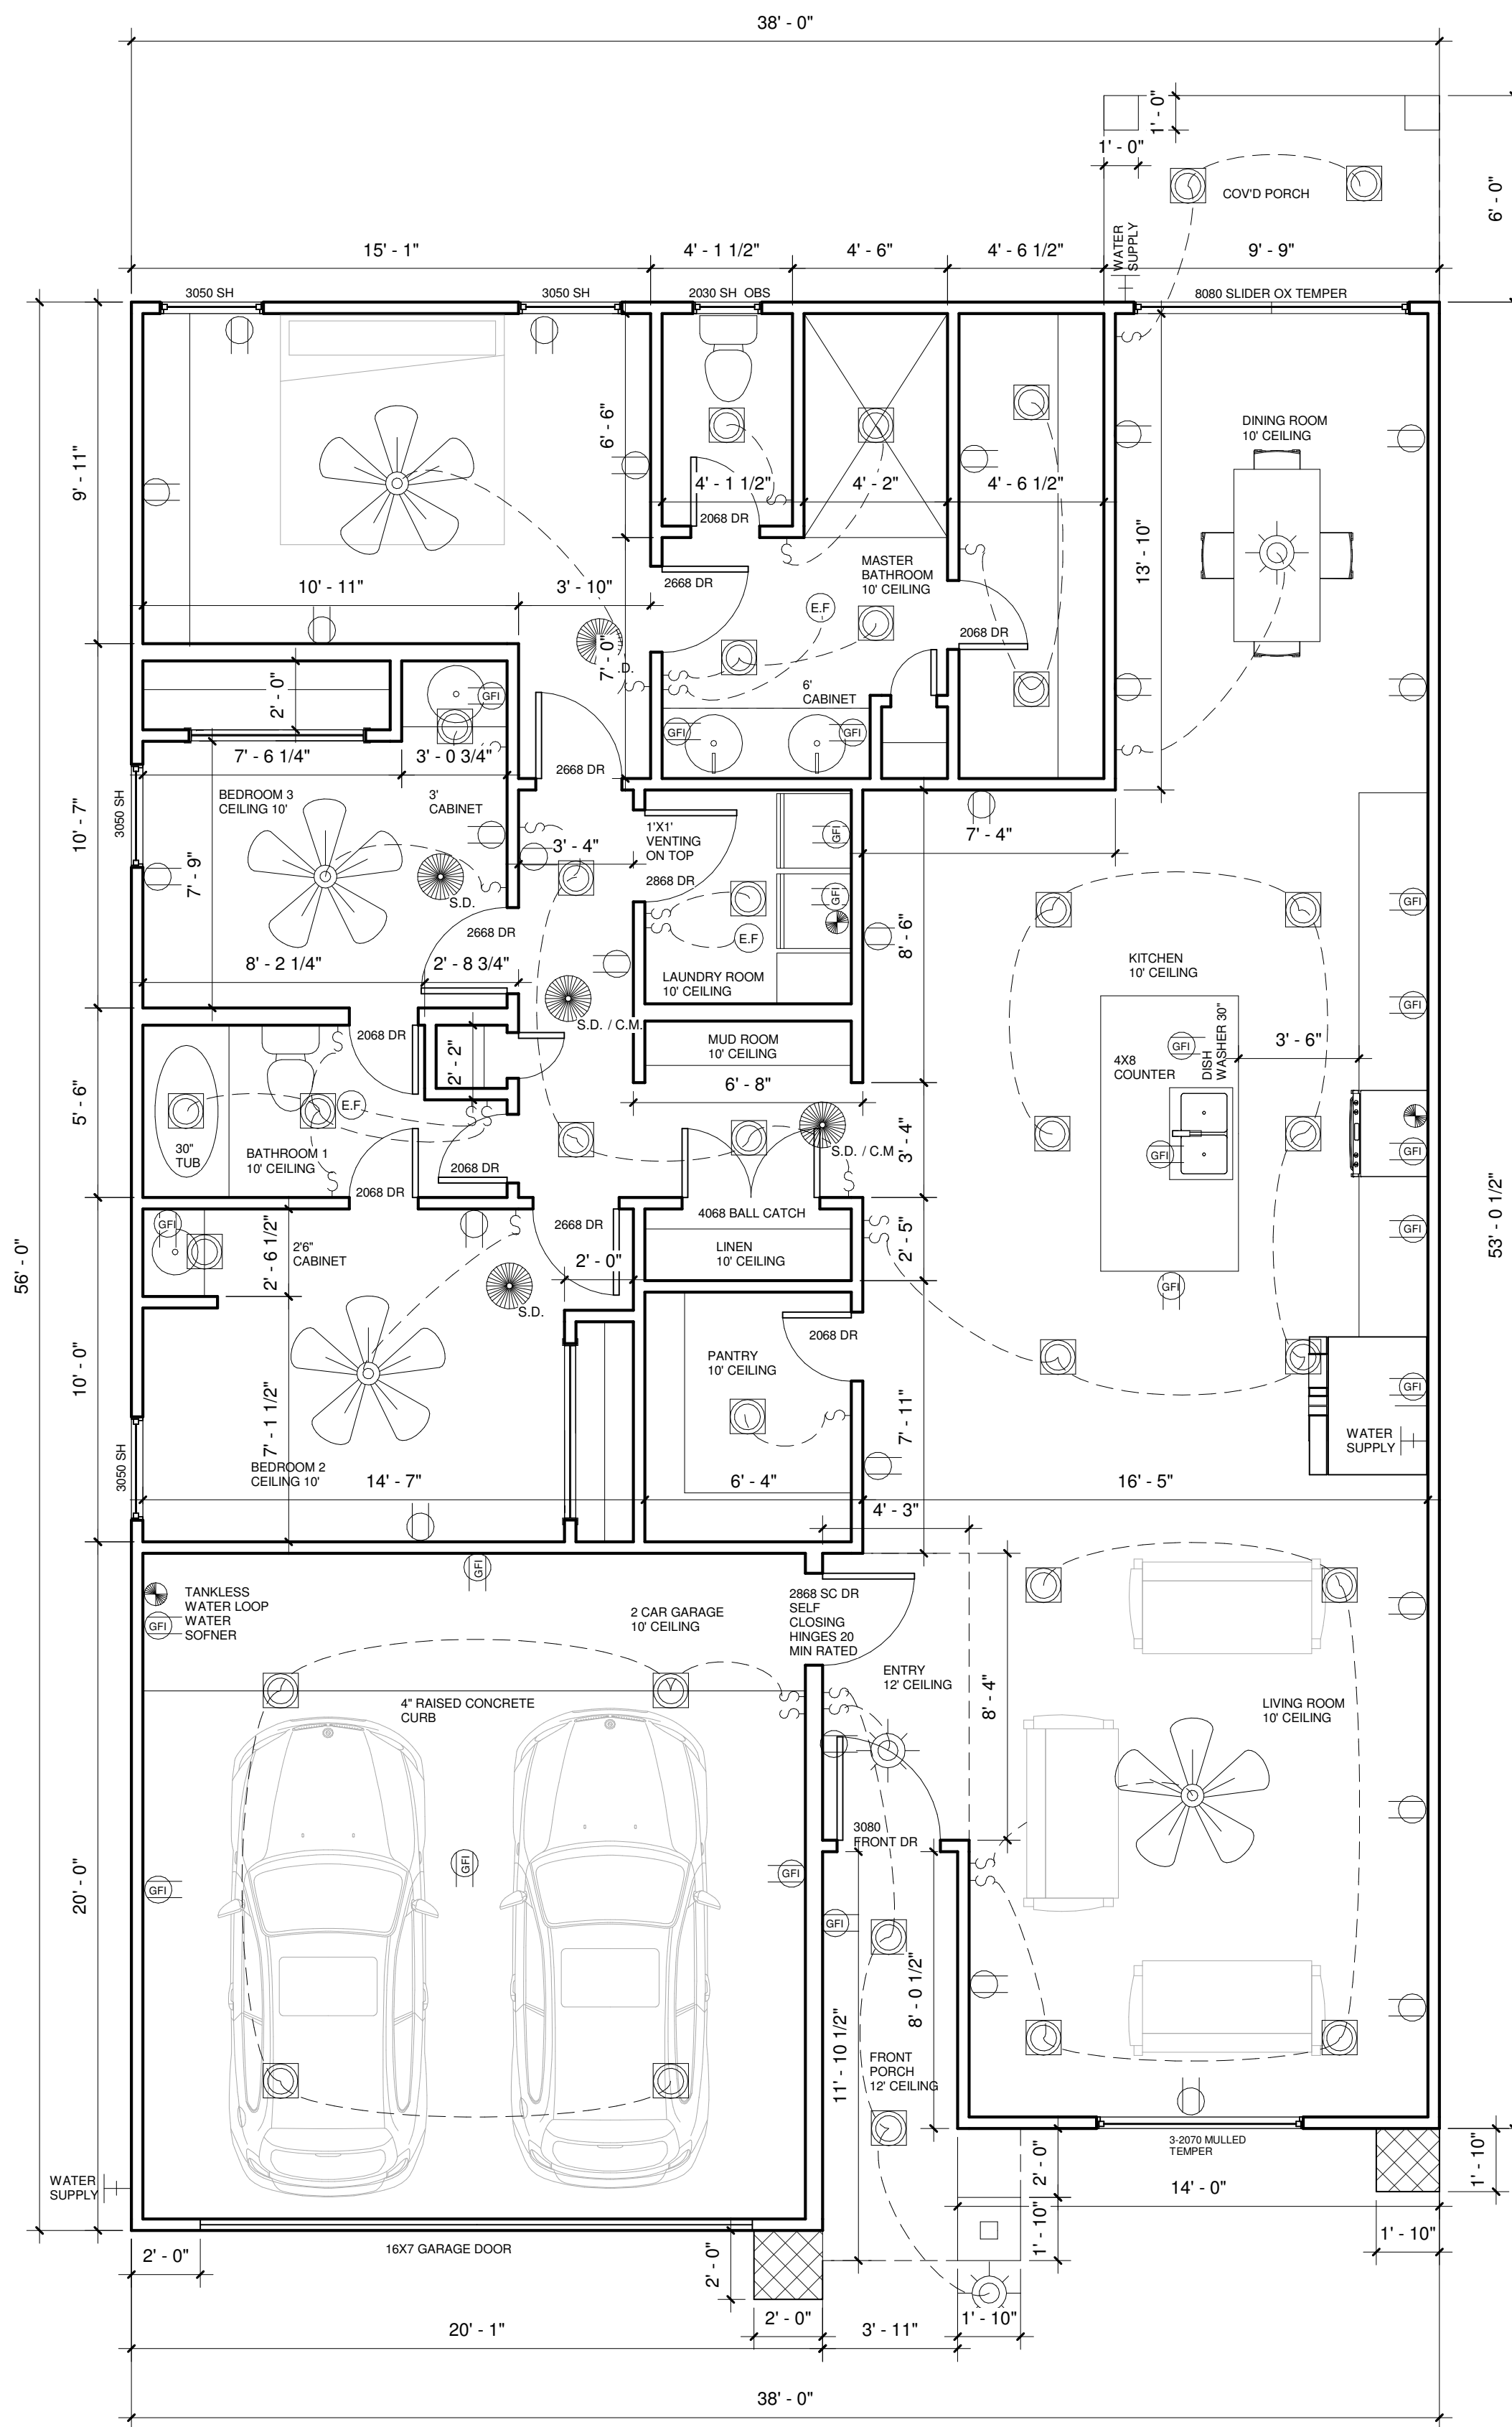 38' - 0"
1' - 0"
1' - 0"
COV'D PORCH
6' - 0"
WATER
SUPPLY
15' - 1"
4' - 1 1/2"
4' - 6"
4' - 6 1/2"
9' - 9"
3050 SH
3050 SH
2030 SH OBS
8080 SLIDER OX TEMPER
9' - 11"
6' - 6"
DINING ROOM
10' CEILING
4' - 1 1/2"
4' - 2"
4' - 6 1/2"
2068 DR
13' - 10"
MASTER
BATHROOM
10' CEILING
10' - 11"
3' - 10"
2668 DR
E.F
2068 DR
7' - 0"
.D.
2' - 0"
GFI
6'
CABINET
GFI
GFI
7' - 6 1/4"
3' - 0 3/4"
2668 DR
3050 SH
BEDROOM 3
CEILING 10'
3'
CABINET
10' - 7"
7' - 9"
3' - 4"
1'X1'
VENTING
ON TOP
GFI
7' - 4"
2868 DR
GFI
S.D.
GFI
2668 DR
E.F
8' - 6"
8' - 2 1/4"
2' - 8 3/4"
LAUNDRY ROOM
10' CEILING
KITCHEN
10' CEILING
GFI
S.D. / C.M.
2068 DR
2' - 2"
MUD ROOM
10' CEILING
GFI
4X8
COUNTER
DISH
WASHER 30"
3' - 6"
6' - 8"
5' - 6"
E.F
30"
TUB
BATHROOM 1
10' CEILING
2068 DR
2068 DR
S.D. / C.M.
3' - 4"
GFI
GFI
4068 BALL CATCH
GFI
2'6"
CABINET
2' - 6 1/2"
2668 DR
2' - 0"
LINEN
10' CEILING
2' - 5"
GFI
GFI
56' - 0"
53' - 0 1/2"
S.D.
2068 DR
PANTRY
10' CEILING
10' - 0"
7' - 1 1/2"
7' - 11"
GFI
WATER
SUPPLY
3050 SH
BEDROOM 2
CEILING 10'
14' - 7"
6' - 4"
16' - 5"
4' - 3"
GFI
TANKLESS
WATER LOOP
GFI
WATER
SOFNER
2 CAR GARAGE
10' CEILING
2868 SC DR
SELF
CLOSING
HINGES 20
MIN RATED
ENTRY
12' CEILING
4" RAISED CONCRETE
CURB
8' - 4"
LIVING ROOM
10' CEILING
3080
FRONT DR
20' - 0"
GFI
GFI
GFI
GFI
8' - 0 1/2"
11' - 10 1/2"
FRONT
PORCH
12' CEILING
3-2070 MULLED
TEMPER
WATER
SUPPLY
2' - 0"
14' - 0"
1' - 10"
1' - 10"
1' - 10"
16X7 GARAGE DOOR
2' - 0"
2' - 0"
2' - 0"
1' - 10"
20' - 1"
3' - 11"
38' - 0"